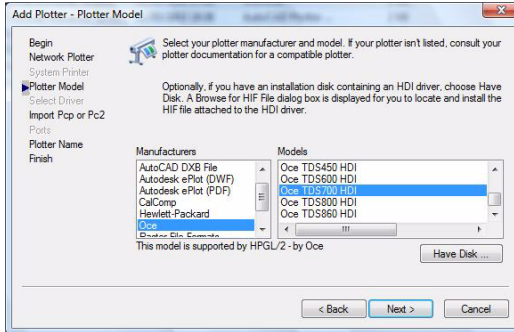 Add Plotter - Plotter Model
Begin
Network Plotter
System Printer
Plotter Model
Select Driver
Import Pcp or Pc2
Ports
Plotter Name
Finish
Select your plotter manufacturer and model. If your plotter isn't listed, consult your
plotter documentation for a compatible plotter.
Optionally, if you have an installation disk containing an HDI driver, choose Have
Disk. A Browse for HIF File dialog box is displayed for you to locate and install the
HIF file attached to the HDI driver.
Manufacturers
AutoCAD DXB File
Autodesk ePlot (DWF)
Autodesk ePlot (PDF)
CalComp
Hewlett-Packard
Oce
Raster File Formats
Models
Oce TDS450 HDI
Oce TDS600 HDI
Oce TDS700 HDI
Oce TDS800 HDI
Oce TDS860 HDI
This model is supported by HPGL/2 - by Oce
Have Disk ...
< Back
Next >
Cancel